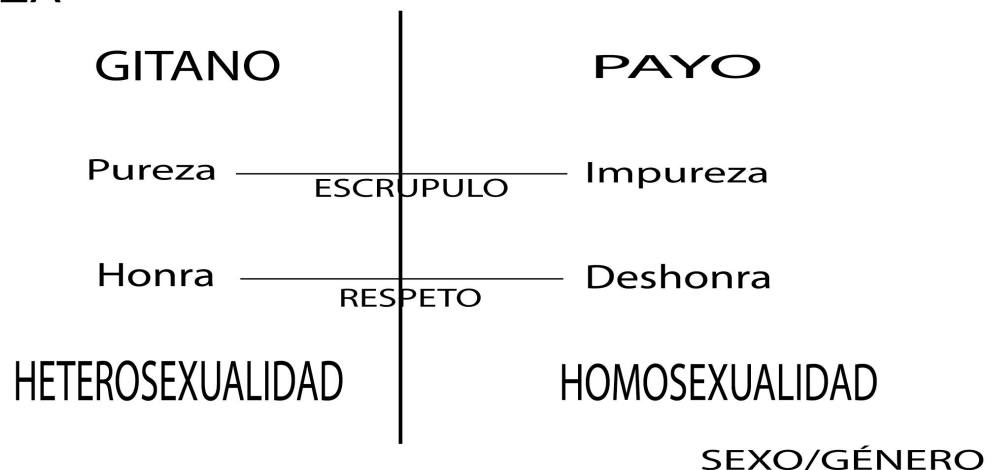 GITANO PAYO
Pureza Impureza
ESCRUPULO
Honra Deshonra
RESPETO
HETEROSEXUALIDAD HOMOSEXUALIDAD
SEXO/GÉNERO